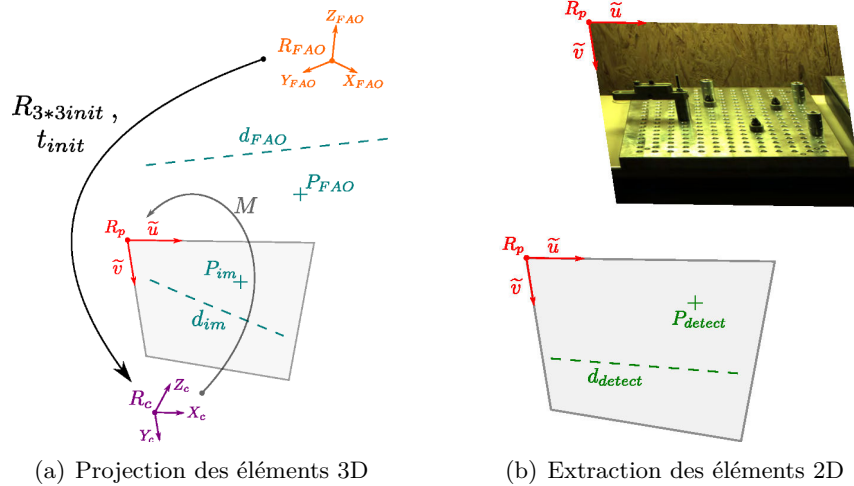 Z_{FAO}
R_{FAO}
Y_{FAO} X_{FAO}
R_{3*3init} ,
t_{init}
d_{FAO}
P_{FAO}
M
R_p ũ
ṽ
P_{im}
d_{im}
Z_c
R_c
X_c
Y_c
(a) Projection des éléments 3D
R_p ũ
ṽ
R_p ũ
ṽ
P_{detect}
d_{detect}
(b) Extraction des éléments 2D